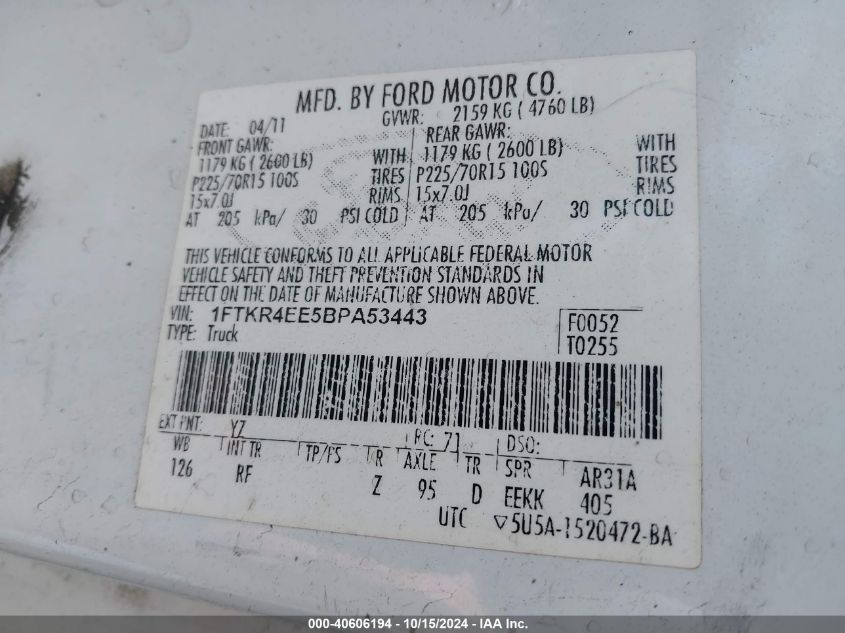 MFD. BY FORD MOTOR CO.
DATE: 04/11 GVWR: 2159 KG ( 4760 LB)
FRONT GAWR: REAR GAWR:
1179 KG ( 2600 LB) WITH 1179 KG ( 2600 LB) WITH
P225/70R15 100S TIRES P225/70R15 100S TIRES
15x7.0J RIMS 15x7.0J RIMS
AT 205 kPa/ 30 PSI COLD AT 205 kPa/ 30 PSI COLD
THIS VEHICLE CONFORMS TO ALL APPLICABLE FEDERAL MOTOR
VEHICLE SAFETY AND THEFT PREVENTION STANDARDS IN
EFFECT ON THE DATE OF MANUFACTURE SHOWN ABOVE.
VIN: 1FTKR4EE5BPA53443 F0052
TYPE: Truck T0255
EXT PNT: YZ RC: 71 DSO:
WB INT TR TP/PS R AXLE TR SPR AR31A
126 RF Z 95 D EEKK 405
UTC ▽5U5A-1520472-BA
000-40606194 - 10/15/2024 - IAA Inc.